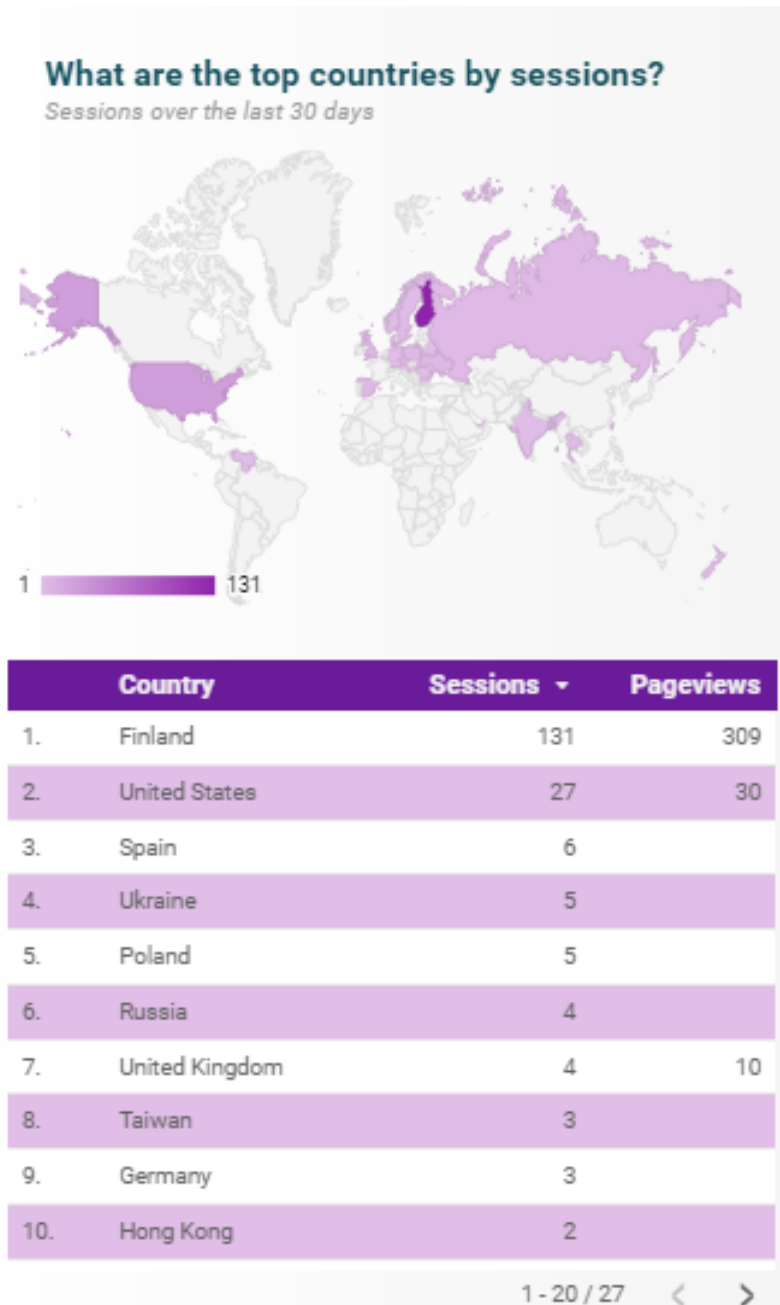 What are the top countries by sessions?
Sessions over the last 30 days
1 131
Country Sessions Pageviews
1. Finland 131 309
2. United States 27 30
3. Spain 6
4. Ukraine 5
5. Poland 5
6. Russia 4
7. United Kingdom 4 10
8. Taiwan 3
9. Germany 3
10. Hong Kong 2
1 - 20 / 27 < >